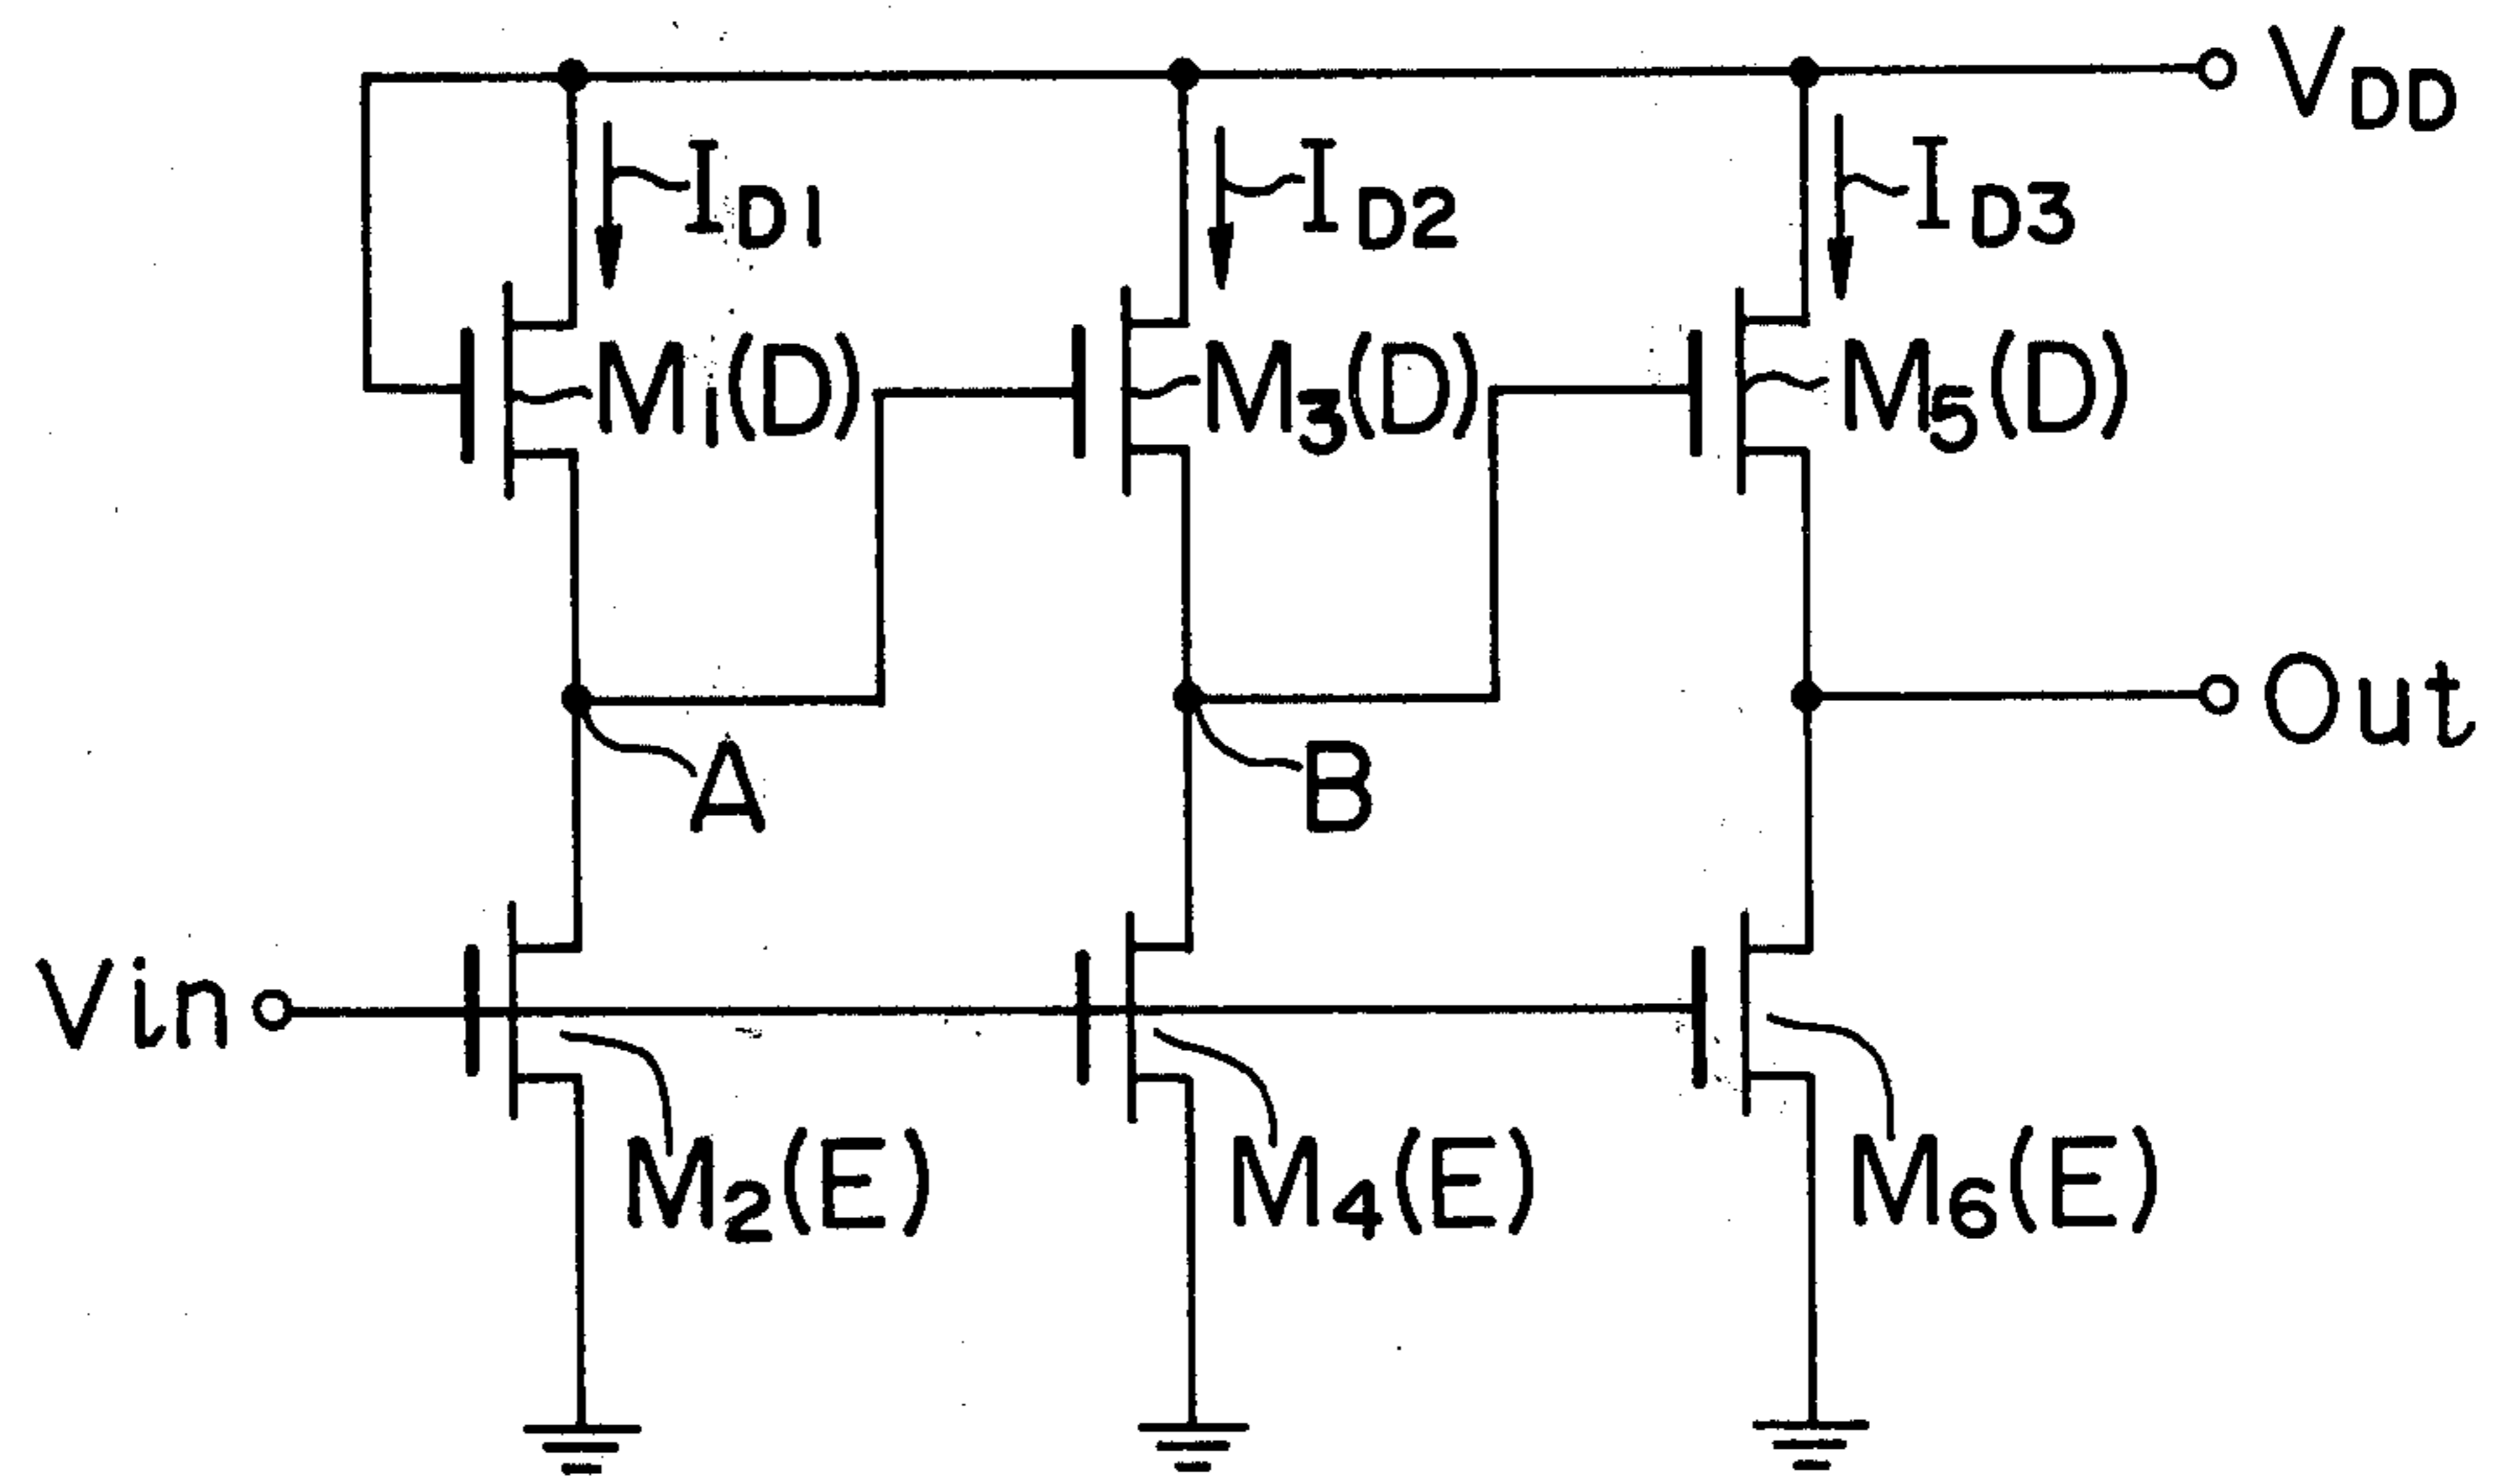 VDD
ID1
ID2
ID3
M1(D)
M3(D)
M5(D)
Out
A
B
Vin
M2(E)
M4(E)
M6(E)